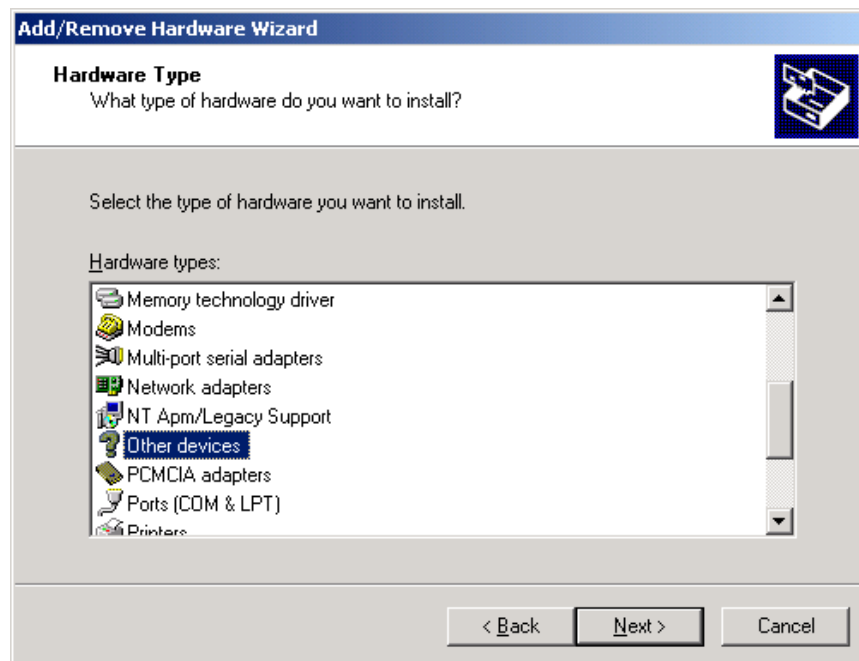 Add/Remove Hardware Wizard
Hardware Type
What type of hardware do you want to install?
Select the type of hardware you want to install.
Hardware types:
Memory technology driver
Modems
Multi-port serial adapters
Network adapters
NT Apm/Legacy Support
Other devices
PCMCIA adapters
Ports (COM & LPT)
Printers
< Back
Next >
Cancel